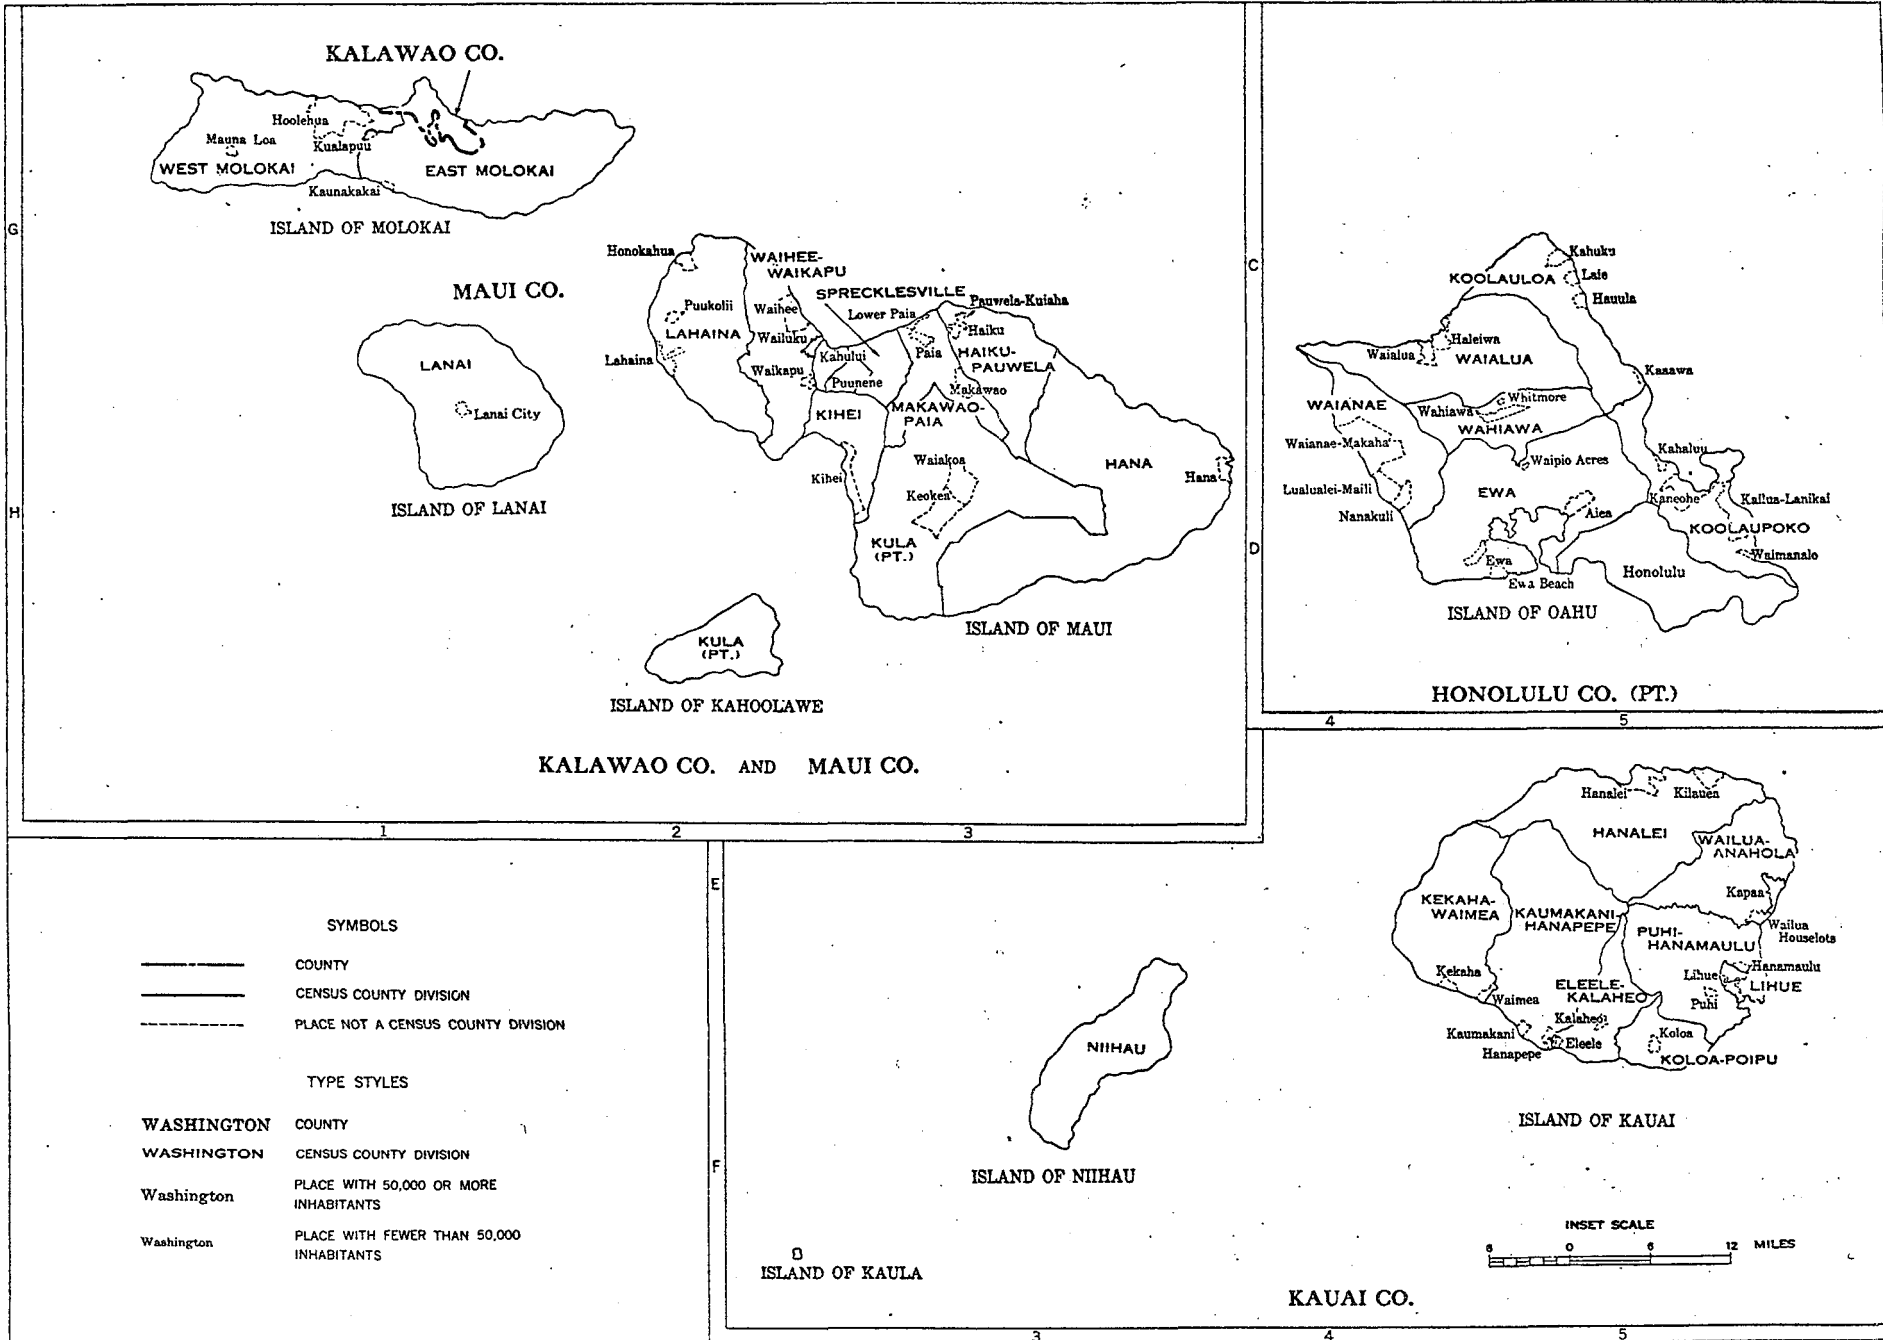 KALAWAO CO.
Hoolehua
Mauna Loa
Kualapuu
WEST MOLOKAI
EAST MOLOKAI
Kaunakakai
ISLAND OF MOLOKAI
G
MAUI CO.
LANAI
Lanai City
ISLAND OF LANAI
H
Honokahua
WAIHEE-
WAIKAPU
SPRECKLESVILLE
Puukolii
Waihee
Lower Paia
Pauwela-Kuiaha
LAHAINA
Wailuku
Haiku
Lahaina
Kahului
Paia
HAIKU-
PAUWELA
Waikapu
Puunene
Makawao
KIHEI
MAKAWAO-
PAIA
Waiakoa
HANA
Kihei
Keokea
Hana
KULA
(PT.)
ISLAND OF MAUI
KULA
(PT.)
ISLAND OF KAHOOLAWE
KALAWAO CO. AND MAUI CO.
1
2
3
C
KOOLAULOA
Kahuku
Laie
Hauula
Haleiwa
Waialua
WAIALUA
Kaaawa
WAIANAE
Whitmore
Wahiawa
WAHIAWA
Waianae-Makaha
Kahaluu
Waipio Acres
Lualualei-Maili
EWA
Kaneohe
Kailua-Lanikai
Nanakuli
Aiea
KOOLAUPOKO
D
Waimanalo
Ewa
Honolulu
Ewa Beach
ISLAND OF OAHU
HONOLULU CO. (PT.)
4
5
SYMBOLS
COUNTY
CENSUS COUNTY DIVISION
PLACE NOT A CENSUS COUNTY DIVISION
TYPE STYLES
WASHINGTON COUNTY
WASHINGTON CENSUS COUNTY DIVISION
Washington PLACE WITH 50,000 OR MORE
INHABITANTS
Washington PLACE WITH FEWER THAN 50,000
INHABITANTS
E
F
NIIHAU
ISLAND OF NIIHAU
ISLAND OF KAULA
Hanalei
Kilauea
HANALEI
WAILUA-
ANAHOLA
KEKAHA-
WAIMEA
KAUMAKANI-
HANAPEPE
Kapaa
PUHI-
HANAMAULU
Wailua
Houselots
Kekaha
Hanamaulu
Lihue
LIHUE
Waimea
ELEELE-
KALAHEO
Puhi
Kalaheo
Kaumakani
Koloa
Hanapepe
Eleele
KOLOA-POIPU
ISLAND OF KAUAI
INSET SCALE
6 0 6 12 MILES
KAUAI CO.
3
4
5